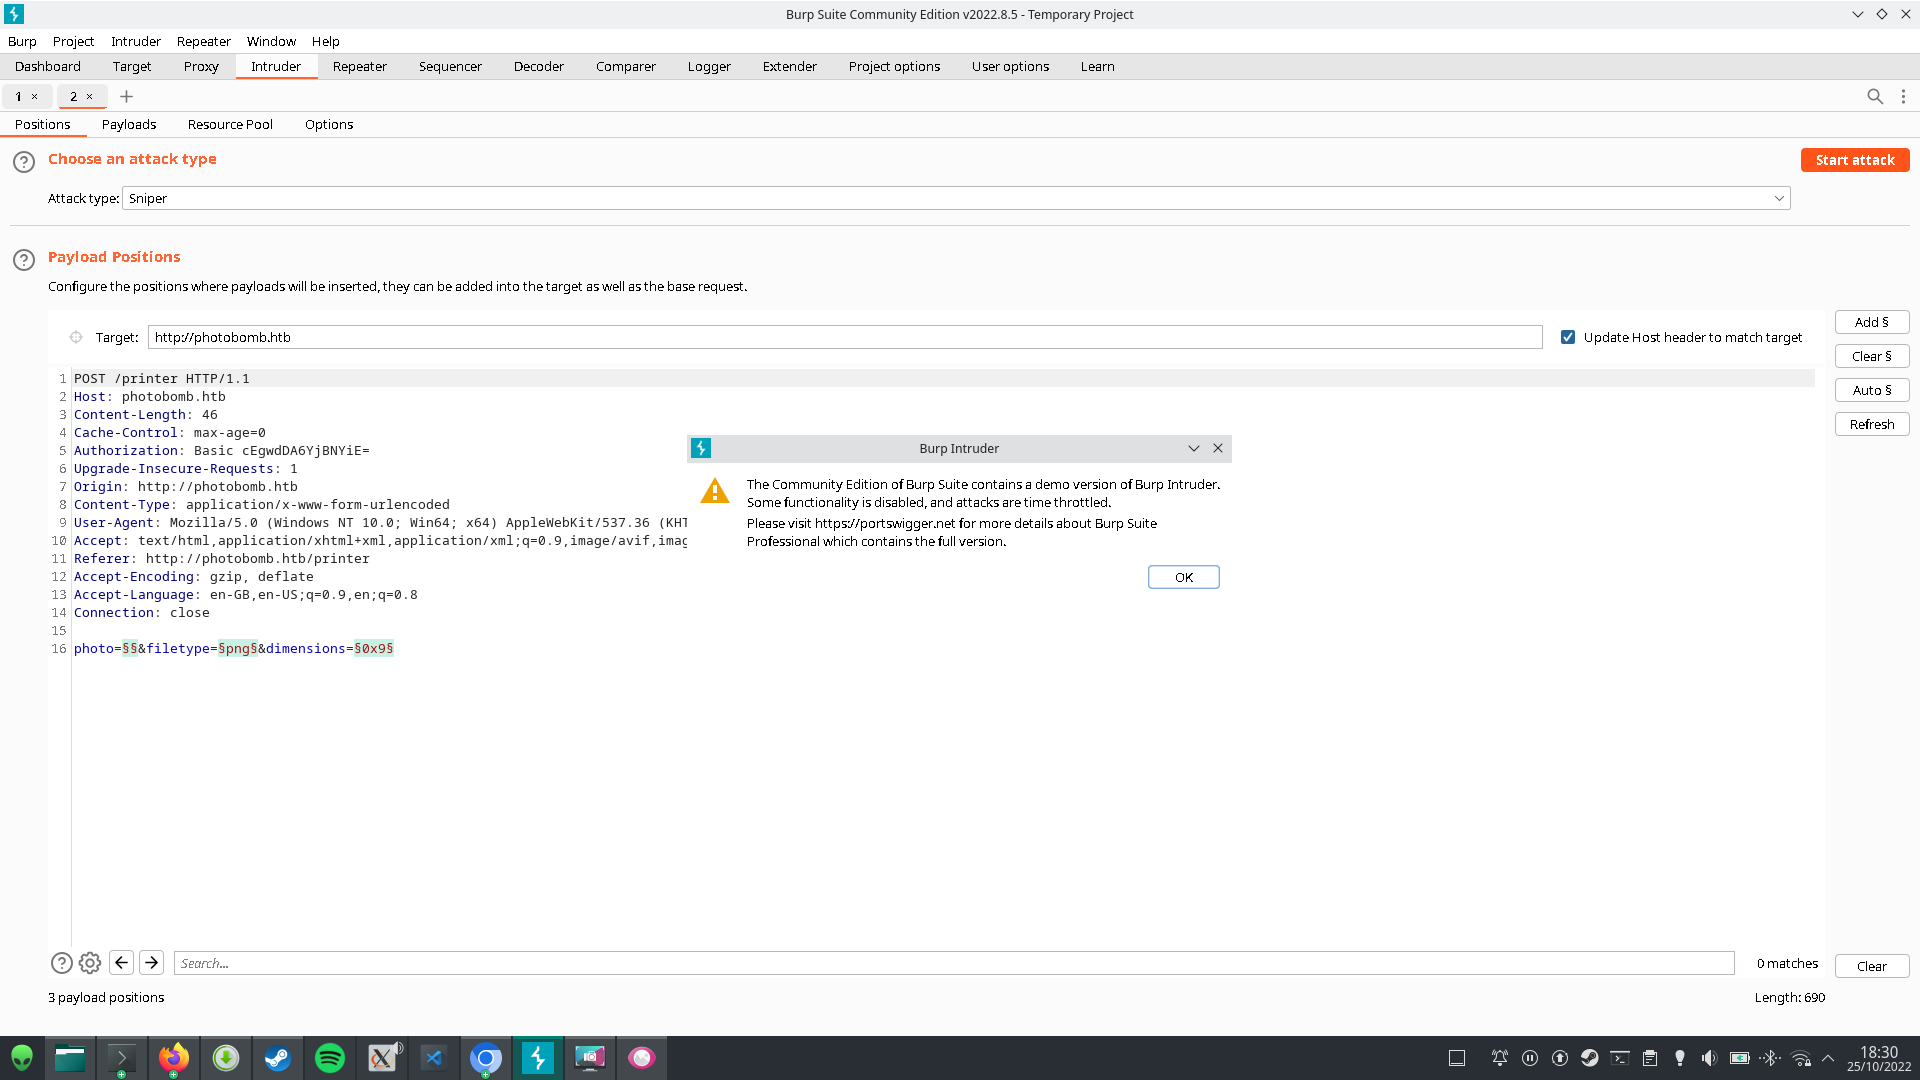 Burp Suite Community Edition v2022.8.5 - Temporary Project
Burp Project Intruder Repeater Window Help
Dashboard Target Proxy Intruder Repeater Sequencer Decoder Comparer Logger Extender Project options User options Learn
1 × 2 × +
Positions Payloads Resource Pool Options
? Choose an attack type
Start attack
Attack type: Sniper
? Payload Positions
Configure the positions where payloads will be inserted, they can be added into the target as well as the base request.
Target: http://photobomb.htb
Update Host header to match target
Add §
Clear §
Auto §
Refresh
1 POST /printer HTTP/1.1
2 Host: photobomb.htb
3 Content-Length: 46
4 Cache-Control: max-age=0
5 Authorization: Basic cEgwdDA6YjBNYiE=
6 Upgrade-Insecure-Requests: 1
7 Origin: http://photobomb.htb
8 Content-Type: application/x-www-form-urlencoded
9 User-Agent: Mozilla/5.0 (Windows NT 10.0; Win64; x64) AppleWebKit/537.36 (KHT
10 Accept: text/html,application/xhtml+xml,application/xml;q=0.9,image/avif,imag
11 Referer: http://photobomb.htb/printer
12 Accept-Encoding: gzip, deflate
13 Accept-Language: en-GB,en-US;q=0.9,en;q=0.8
14 Connection: close
15
16 photo=§§&filetype=§png§&dimensions=§0x9§
Burp Intruder
The Community Edition of Burp Suite contains a demo version of Burp Intruder.
Some functionality is disabled, and attacks are time throttled.
Please visit https://portswigger.net for more details about Burp Suite
Professional which contains the full version.
OK
? Search... 0 matches Clear
3 payload positions
Length: 690
18:30
25/10/2022